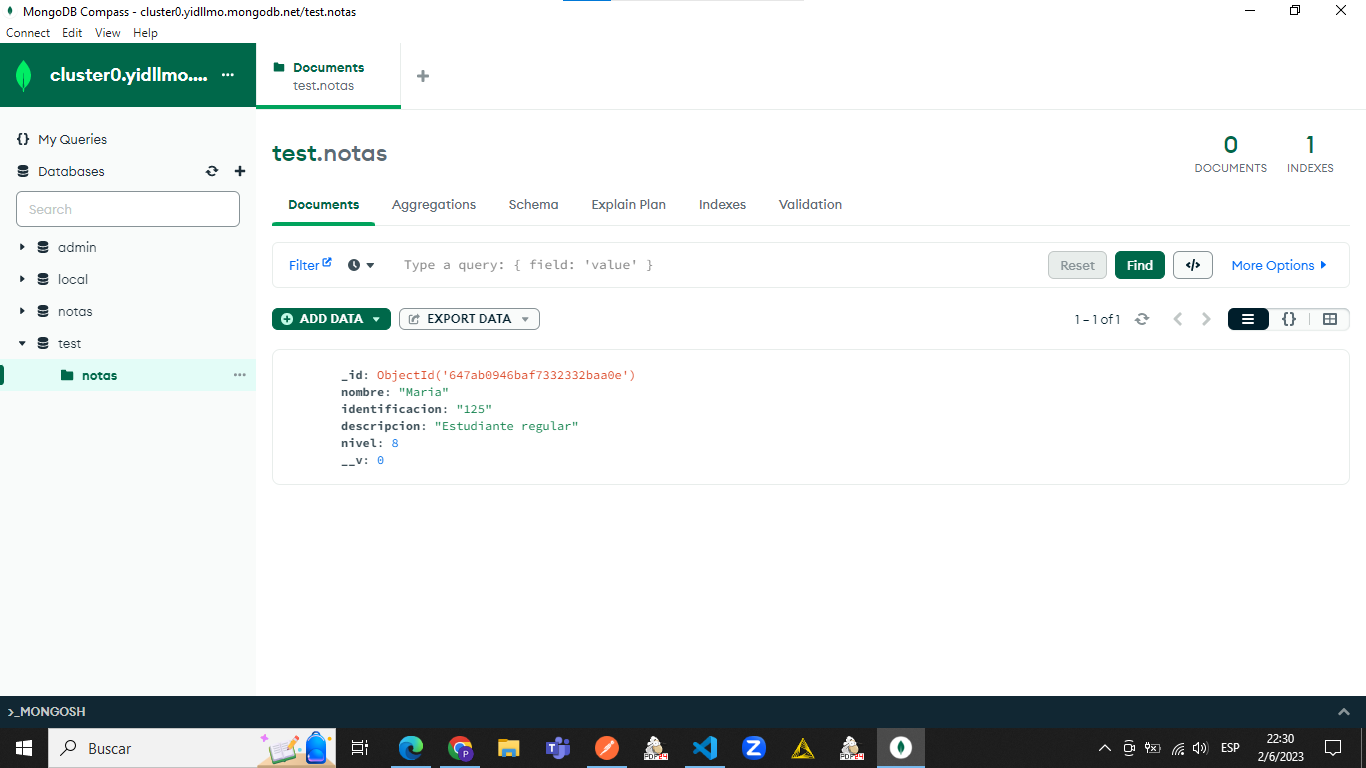 MongoDB Compass - cluster0.yidllmo.mongodb.net/test.notas
Connect Edit View Help
cluster0.yidllmo.... ...
Documents
test.notas
{} My Queries
Databases
Search
admin
local
notas
test
notas
test.notas
0
DOCUMENTS
1
INDEXES
Documents Aggregations Schema Explain Plan Indexes Validation
Filter Type a query: { field: 'value' } Reset Find </> More Options
ADD DATA EXPORT DATA 1 – 1 of 1 {}
_id: ObjectId('647ab0946baf7332332baa0e')
nombre: "Maria"
identificacion: "125"
descripcion: "Estudiante regular"
nivel: 8
__v: 0
>_MONGOSH
Buscar
PDF24
PDF24
ESP
22:30
2/6/2023